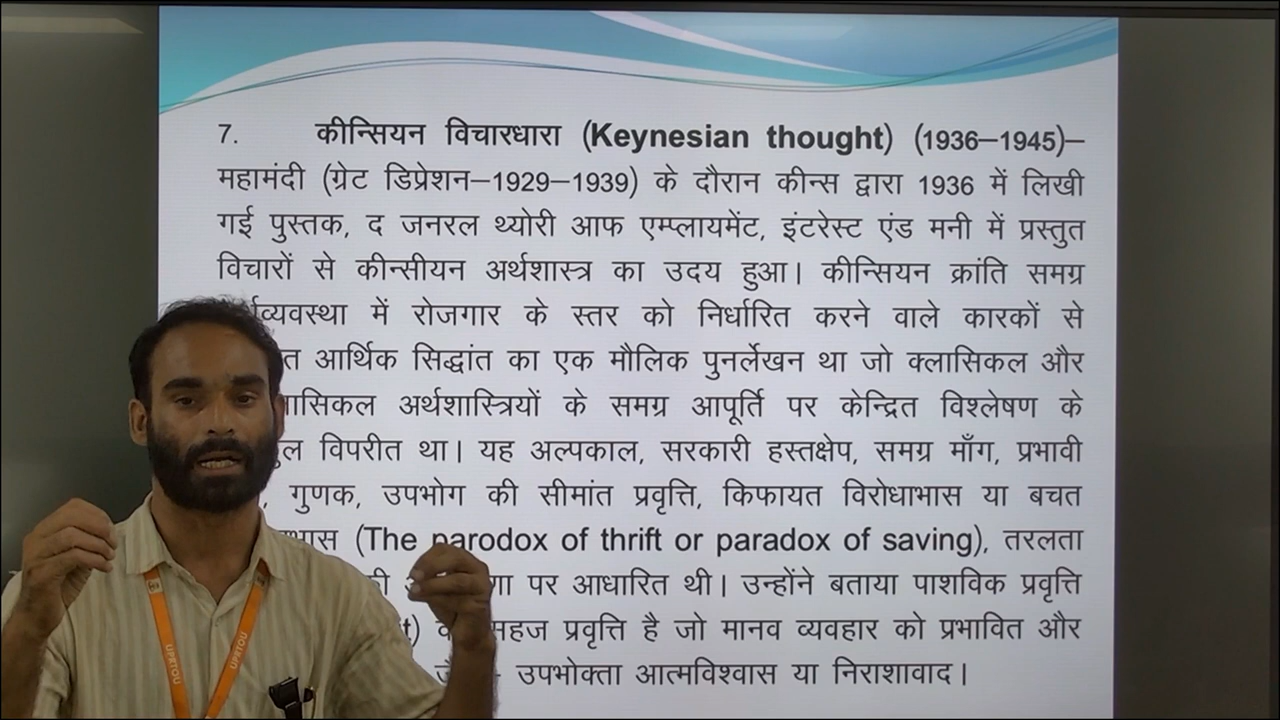 7. कीन्सियन विचारधारा (Keynesian thought) (1936–1945)–
महामंदी (ग्रेट डिप्रेशन–1929–1939) के दौरान कीन्स द्वारा 1936 में लिखी
गई पुस्तक, द जनरल थ्योरी आफ एम्प्लायमेंट, इंटरेस्ट एंड मनी में प्रस्तुत
विचारों से कीन्सीयन अर्थशास्त्र का उदय हुआ। कीन्सियन क्रांति समग्र
में रोजगार के स्तर को निर्धारित करने वाले कारकों से
आर्थिक सिद्धांत का एक मौलिक पुनर्लेखन था जो क्लासिकल और
अर्थशास्त्रियों के समग्र आपूर्ति पर केन्द्रित विश्लेषण के
विपरीत था। यह अल्पकाल, सरकारी हस्तक्षेप, समग्र माँग, प्रभावी
गुणक, उपभोग की सीमांत प्रवृत्ति, किफायत विरोधाभास या बचत
(The parodox of thrift or paradox of saving), तरलता
पर आधारित थी। उन्होंने बताया पाशविक प्रवृत्ति
सहज प्रवृत्ति है जो मानव व्यवहार को प्रभावित और
उपभोक्ता आत्मविश्वास या निराशावाद।
UPRTOU
UPRTOU